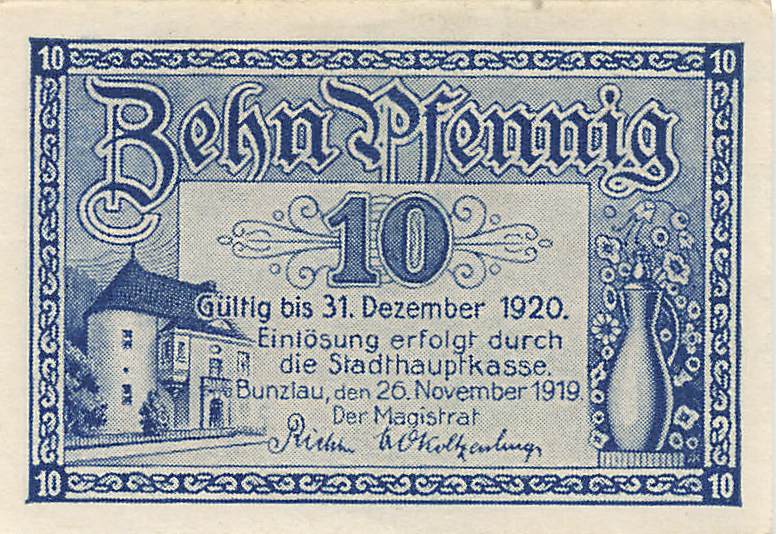 10 10
Zehn Pfennig
10
Gültig bis 31. Dezember 1920.
Einlösung erfolgt durch
die Stadthauptkasse.
Bunzlau, den 26. November 1919.
Der Magistrat
10 10